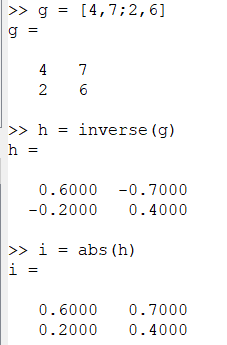 >> g = [4,7;2,6]
g =
4 7
2 6
>> h = inverse(g)
h =
0.6000 -0.7000
-0.2000 0.4000
>> i = abs(h)
i =
0.6000 0.7000
0.2000 0.4000